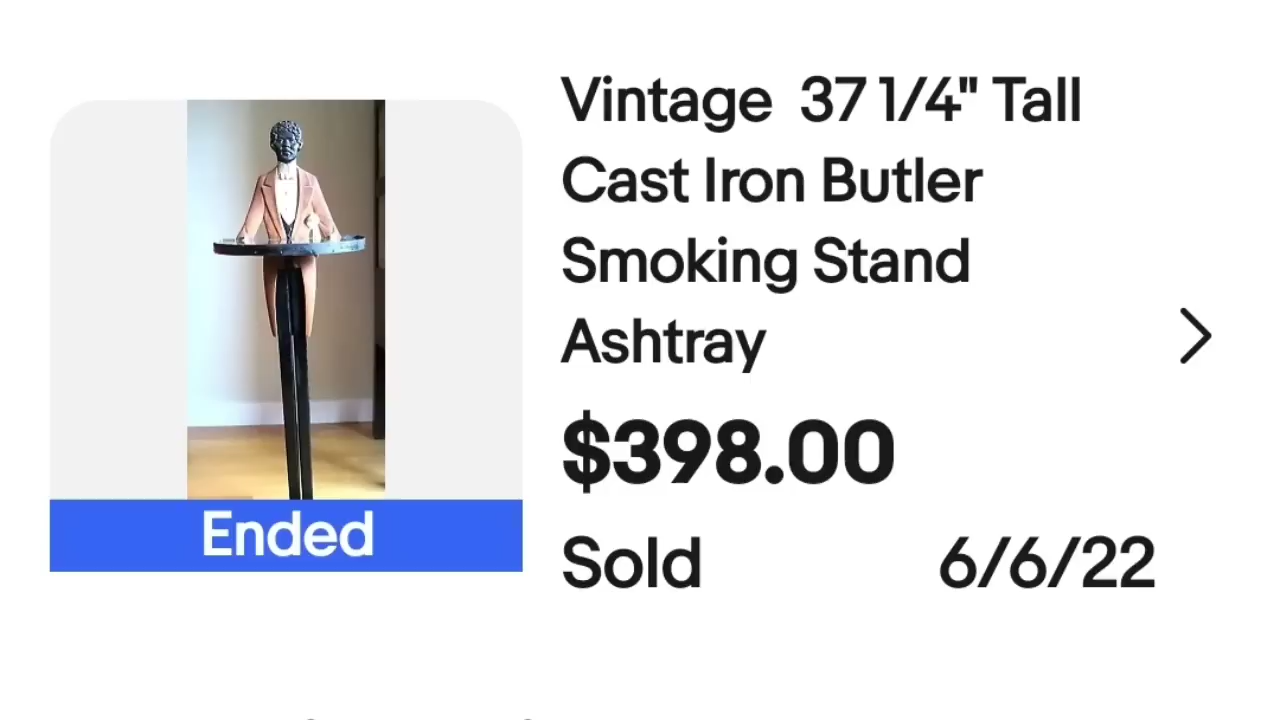 Vintage 37 1/4" Tall
Cast Iron Butler
Smoking Stand
Ashtray
$398.00
Ended
Sold 6/6/22